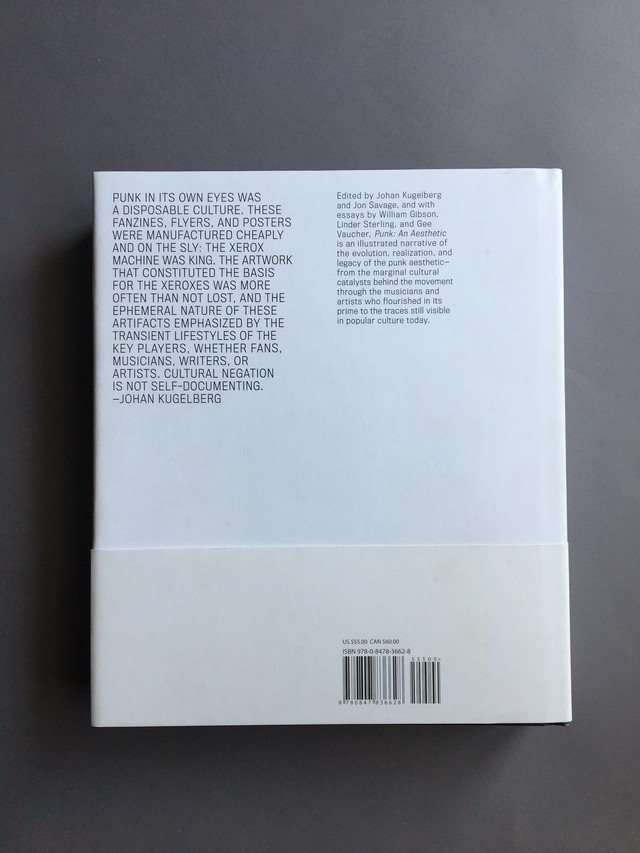 PUNK IN ITS OWN EYES WAS
A DISPOSABLE CULTURE. THESE
FANZINES, FLYERS, AND POSTERS
WERE MANUFACTURED CHEAPLY
AND ON THE SLY: THE XEROX
MACHINE WAS KING. THE ARTWORK
THAT CONSTITUTED THE BASIS
FOR THE XEROXES WAS MORE
OFTEN THAN NOT LOST, AND THE
EPHEMERAL NATURE OF THESE
ARTIFACTS EMPHASIZED BY THE
TRANSIENT LIFESTYLES OF THE
KEY PLAYERS, WHETHER FANS,
MUSICIANS, WRITERS, OR
ARTISTS. CULTURAL NEGATION
IS NOT SELF-DOCUMENTING.
—JOHAN KUGELBERG
Edited by Johan Kugelberg
and Jon Savage, and with
essays by William Gibson,
Linder Sterling, and Gee
Vaucher, Punk: An Aesthetic
is an illustrated narrative of
the evolution, realization, and
legacy of the punk aesthetic—
from the marginal cultural
catalysts behind the movement
through the musicians and
artists who flourished in its
prime to the traces still visible
in popular culture today.
US $55.00 CAN $60.00
ISBN 978-0-8478-3662-8
55500>
9 780847 836628